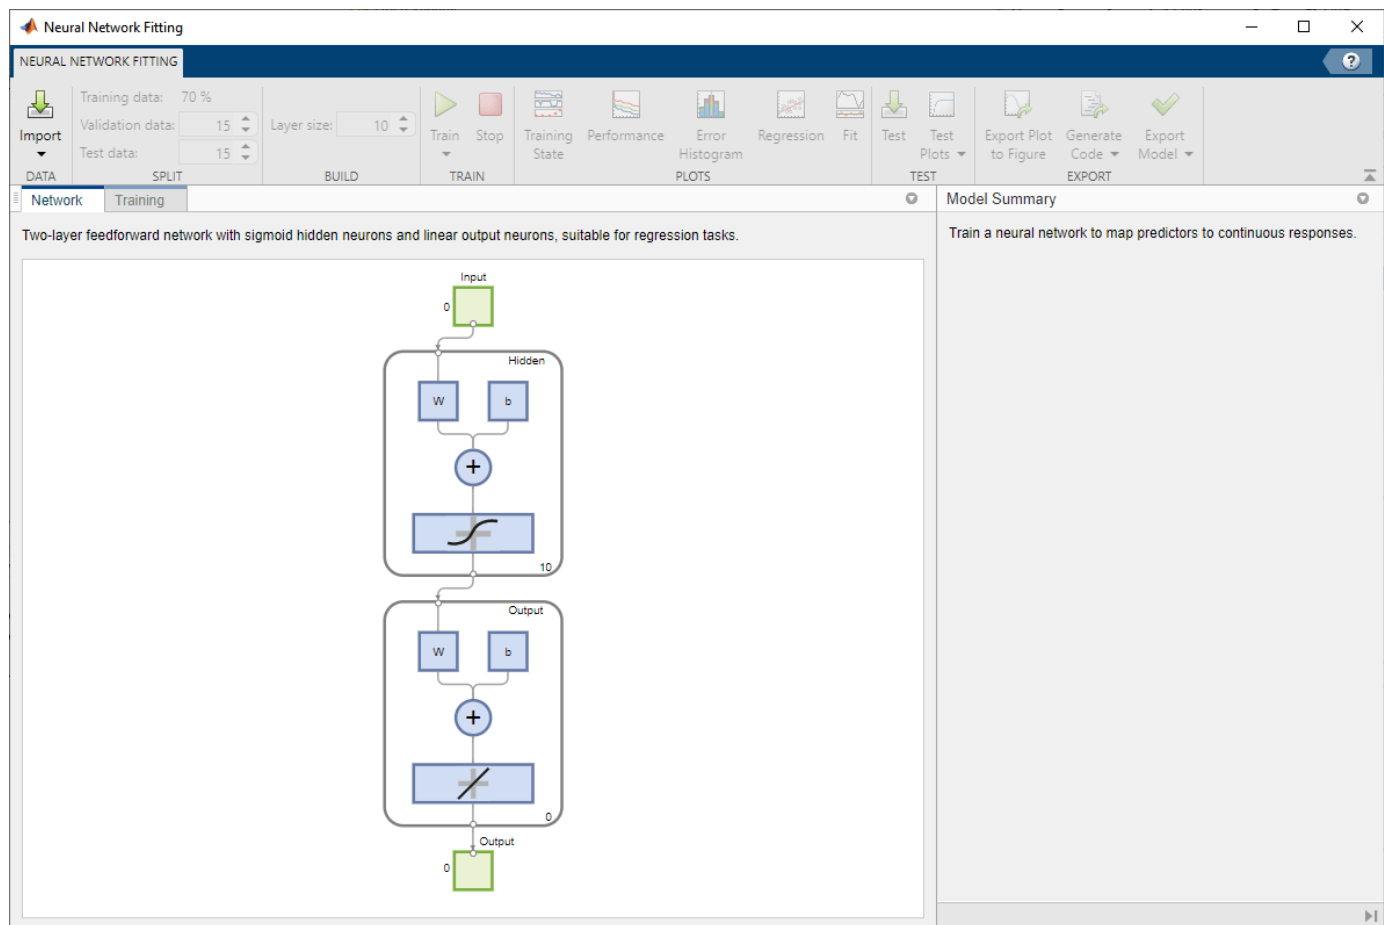 Neural Network Fitting
NEURAL NETWORK FITTING
?
Import
Training data: 70 %
Validation data: 15
Test data: 15
Layer size: 10
Train
Stop
Training
State
Performance
Error
Histogram
Regression
Fit
Test
Test
Plots
Export Plot
to Figure
Generate
Code
Export
Model
DATA
SPLIT
BUILD
TRAIN
PLOTS
TEST
EXPORT
Network
Training
Model Summary
Two-layer feedforward network with sigmoid hidden neurons and linear output neurons, suitable for regression tasks.
Train a neural network to map predictors to continuous responses.
Input
0
Hidden
W
b
+
10
Output
W
b
+
0
Output
0